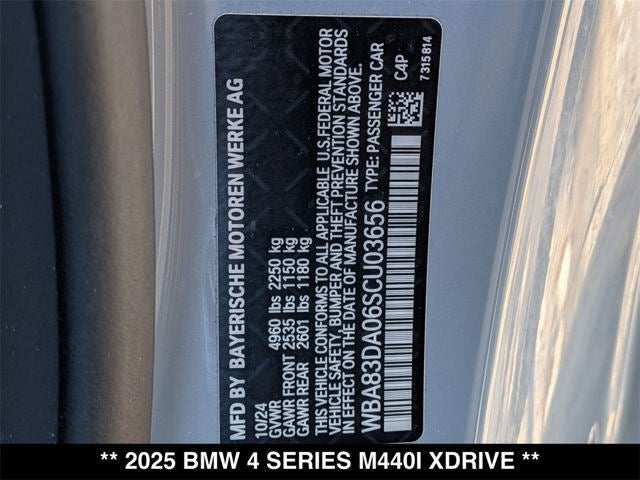 MFD BY BAYERISCHE MOTOREN WERKE AG
10/24
GVWR 4960 lbs 2250 kg
GAWR FRONT 2535 lbs 1150 kg
GAWR REAR 2601 lbs 1180 kg
THIS VEHICLE CONFORMS TO ALL APPLICABLE U.S.FEDERAL MOTOR
VEHICLE SAFETY, BUMPER AND THEFT PREVENTION STANDARDS
IN EFFECT ON THE DATE OF MANUFACTURE SHOWN ABOVE.
WBA83DA06SCU03656 TYPE: PASSENGER CAR
C4P
7315814
** 2025 BMW 4 SERIES M440I XDRIVE **